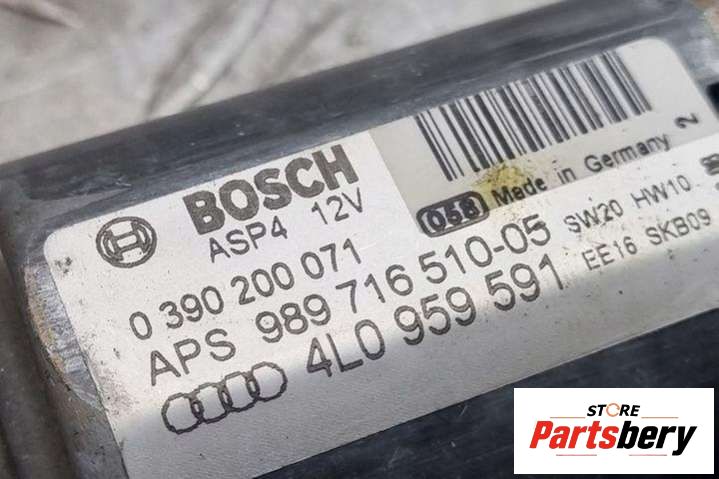 BOSCH
ASP4 12V
0 390 200 071
APS 989 716 510-05
4L0 959 591
058 Made in Germany 2
SW20 HW10
EE16 SKB09
STORE
Partsbery